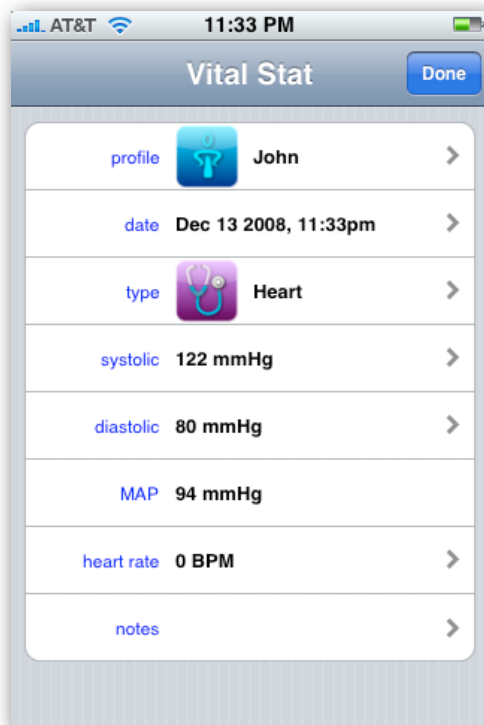 AT&T 11:33 PM
Vital Stat Done
profile John
date Dec 13 2008, 11:33pm
type Heart
systolic 122 mmHg
diastolic 80 mmHg
MAP 94 mmHg
heart rate 0 BPM
notes